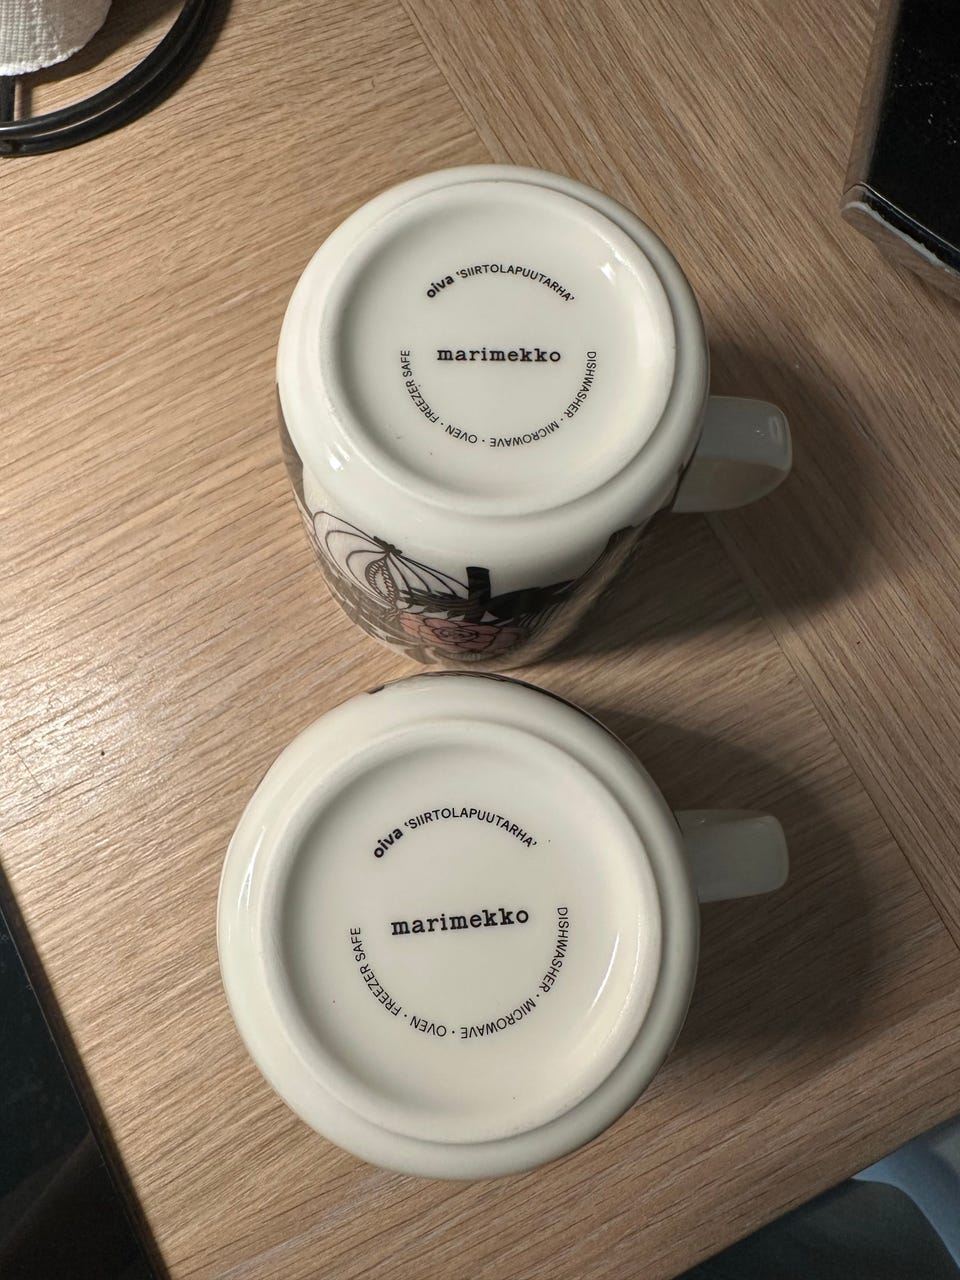 oiva 'SIIRTOLAPUUTARHA'
marimekko
DISHWASHER · MICROWAVE · OVEN · FREEZER SAFE
oiva 'SIIRTOLAPUUTARHA'
marimekko
DISHWASHER · MICROWAVE · OVEN · FREEZER SAFE